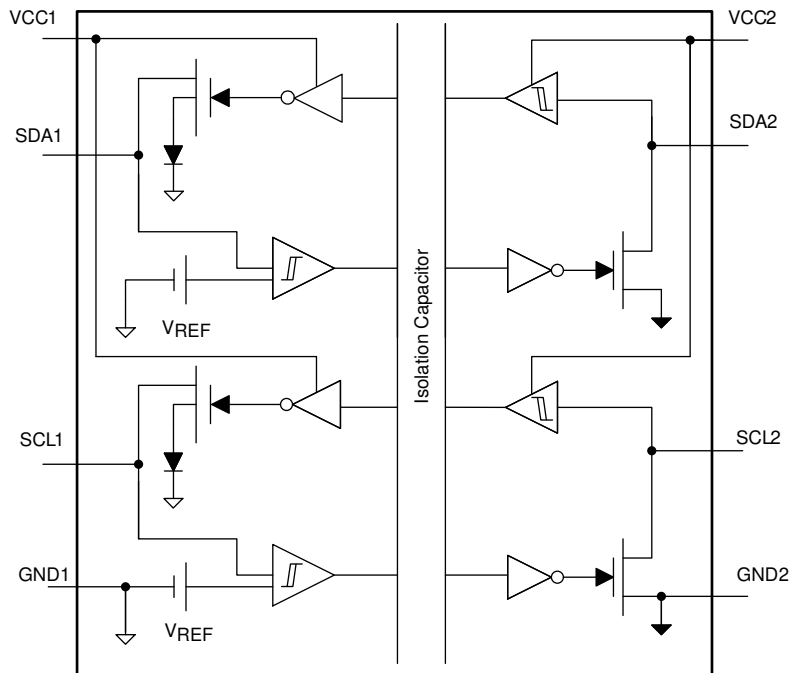 VCC1
VCC2
SDA1
SDA2
VREF
Isolation Capacitor
SCL1
SCL2
GND1
GND2
VREF